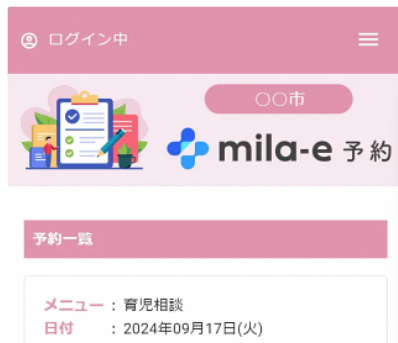 ログイン中
〇〇市
mila-e 予約
予約一覧
メニュー : 育児相談
日付 : 2024年09月17日(火)